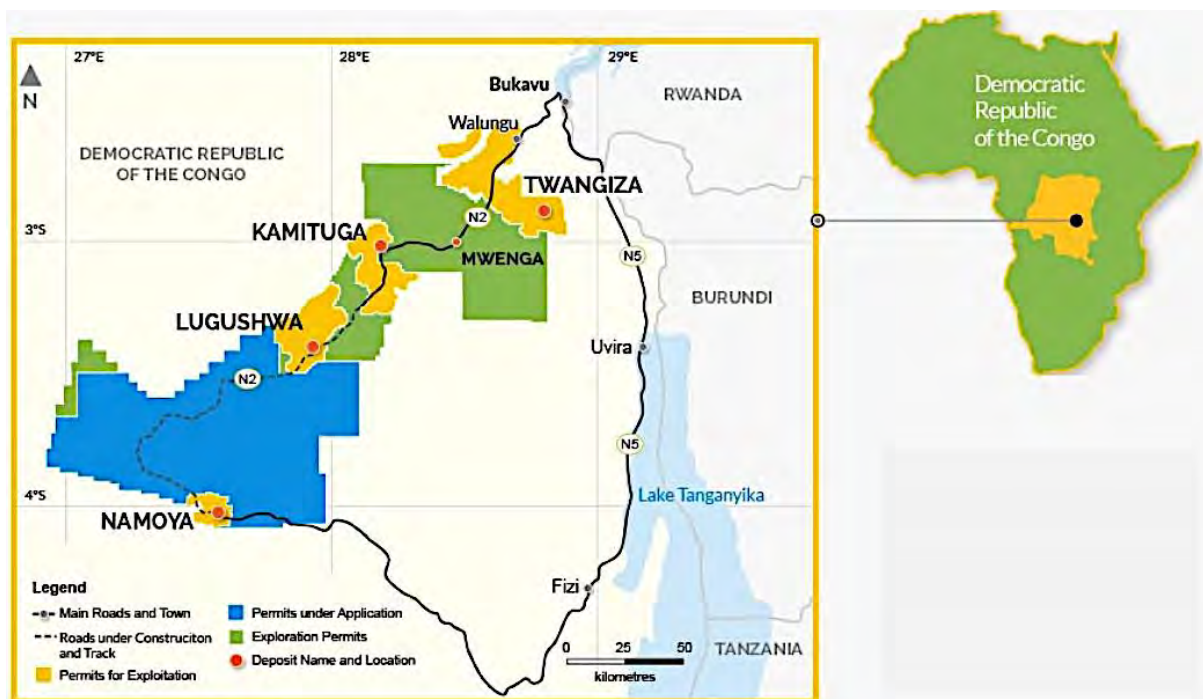 27°E
28°E
29°E
N
Bukavu
RWANDA
Walungu
DEMOCRATIC REPUBLIC
OF THE CONGO
TWANGIZA
N2
KAMITUGA
3°S
MWENGA
N5
BURUNDI
LUGUSHWA
Uvira
N2
N5
Lake Tanganyika
4°S
NAMOYA
Fizi
TANZANIA
Legend
Main Roads and Town
Roads under Construciton
and Track
Permits for Exploitation
Permits under Application
Exploration Permits
Deposit Name and Location
0 25 50
kilometres
Democratic
Republic
of the Congo